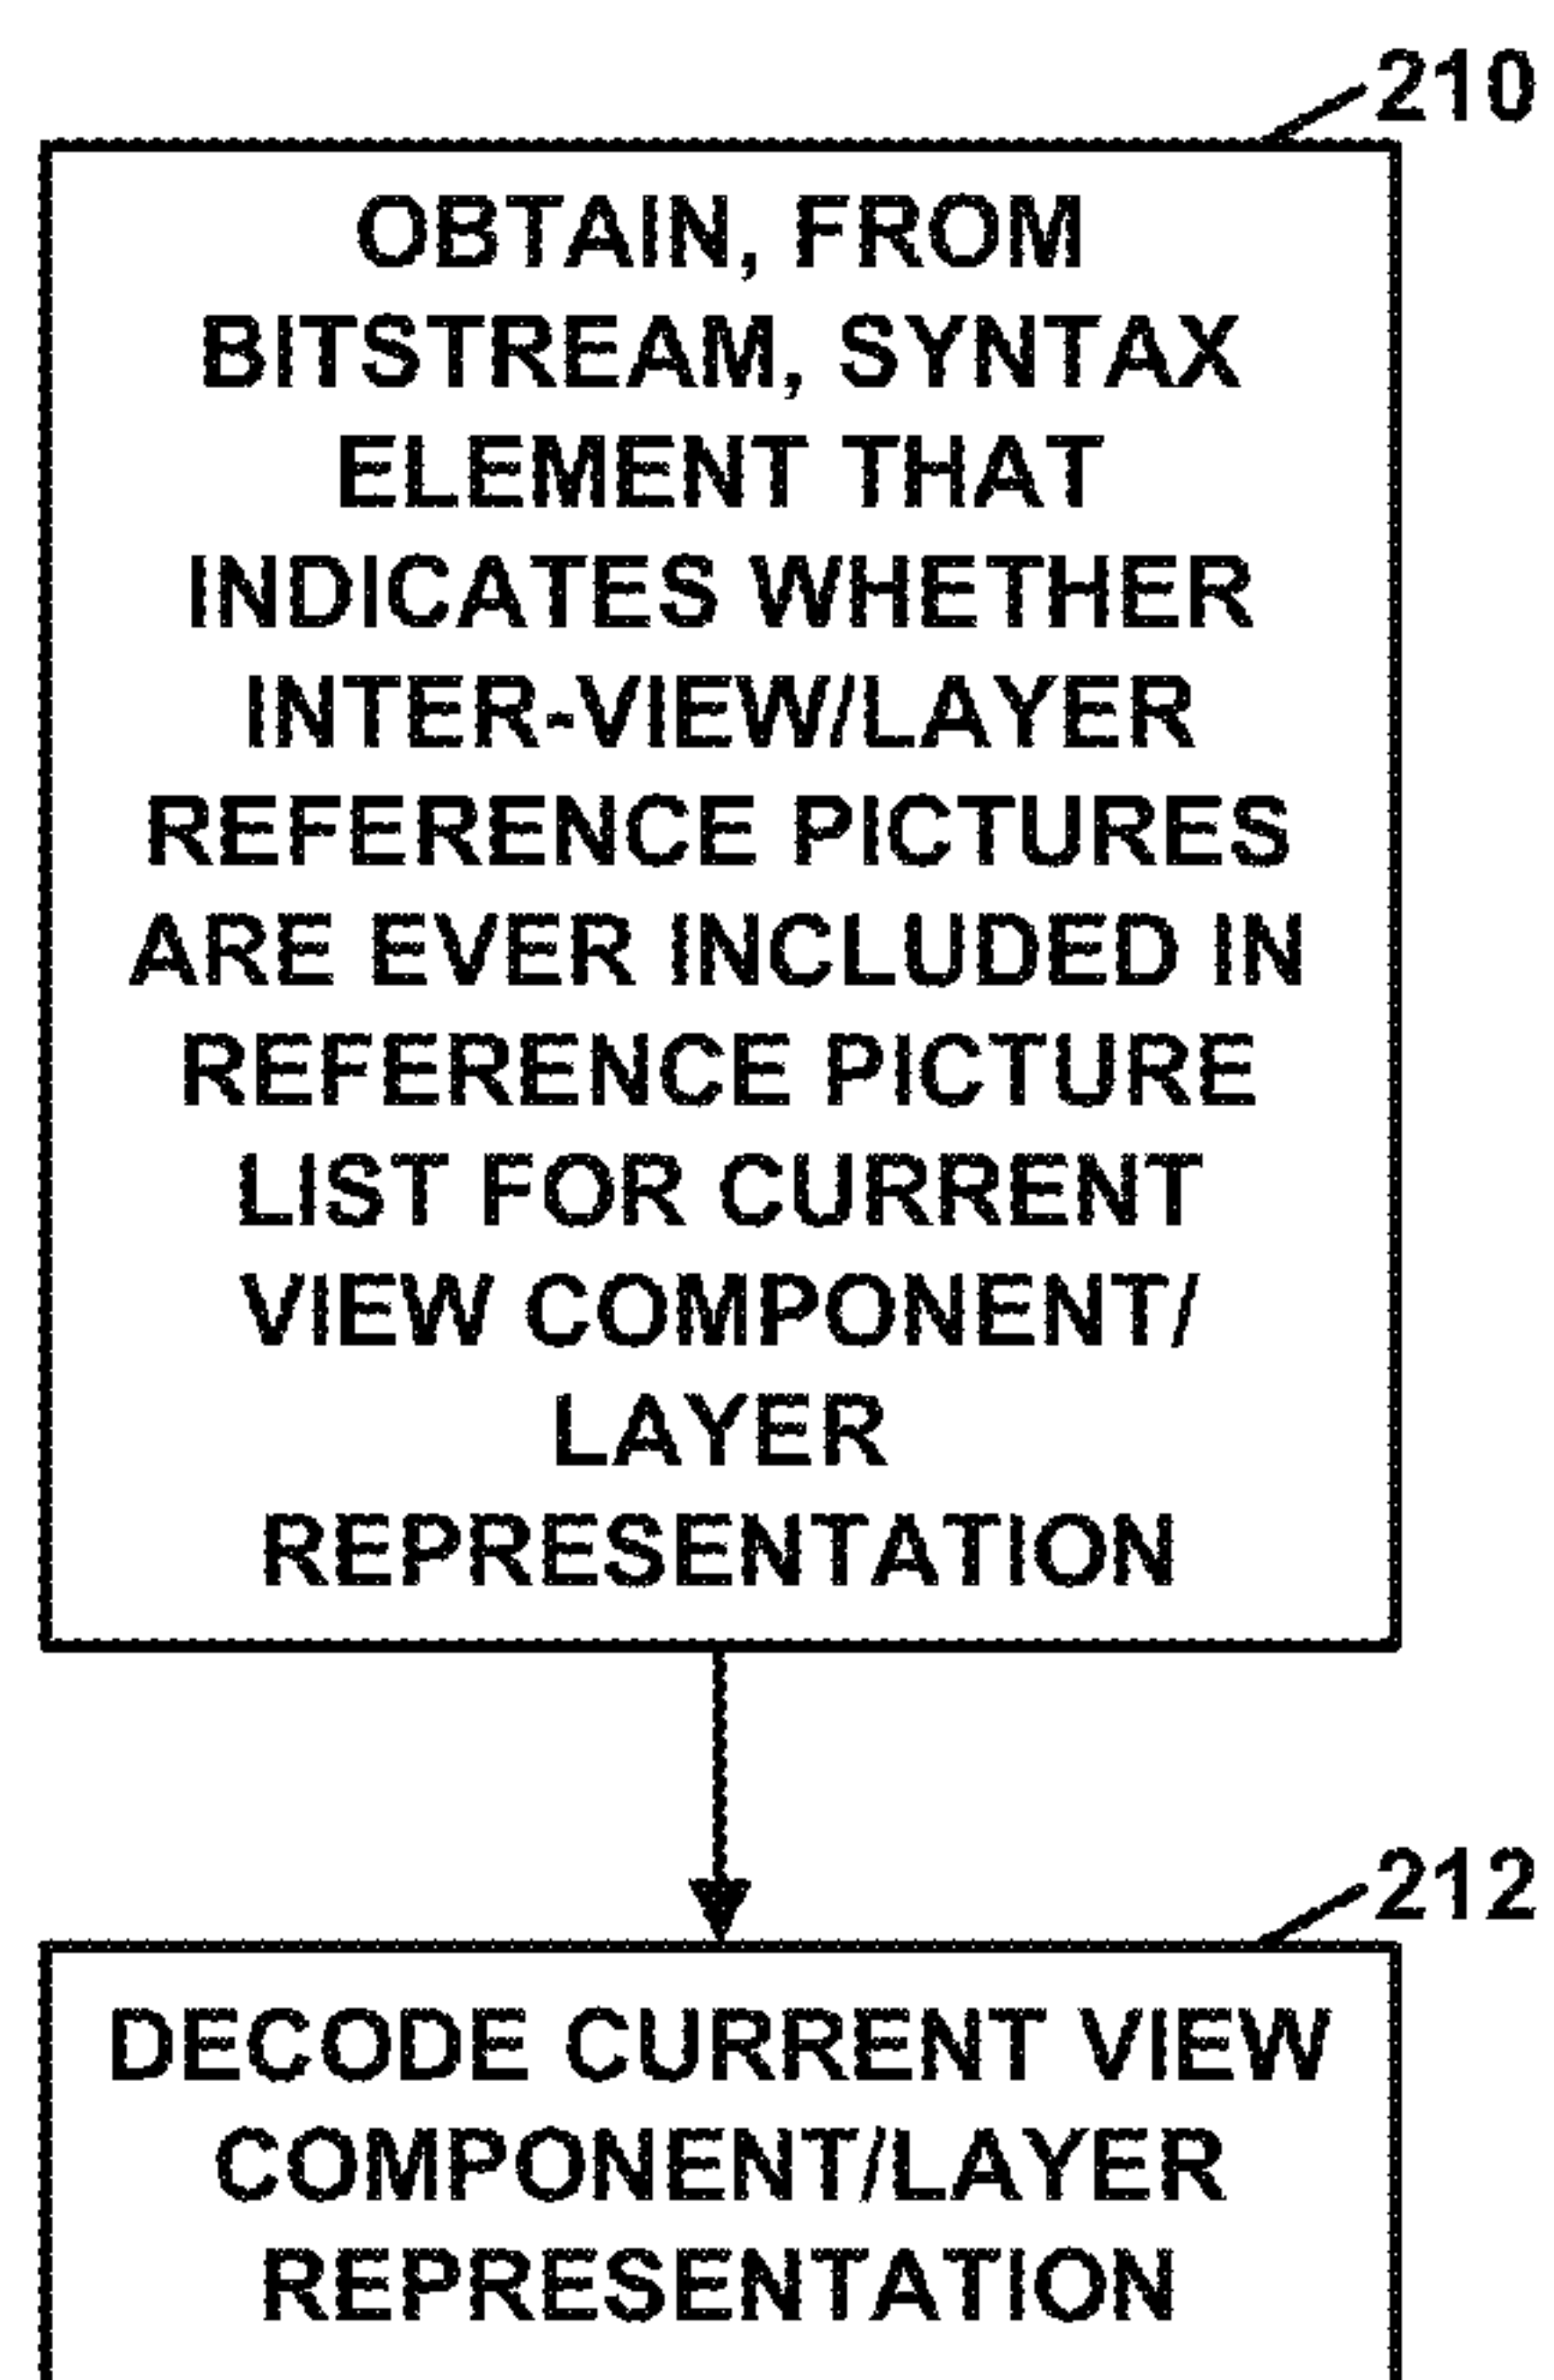 210
OBTAIN, FROM
BITSTREAM, SYNTAX
ELEMENT THAT
INDICATES WHETHER
INTER-VIEW/LAYER
REFERENCE PICTURES
ARE EVER INCLUDED IN
REFERENCE PICTURE
LIST FOR CURRENT
VIEW COMPONENT/
LAYER
REPRESENTATION
212
DECODE CURRENT VIEW
COMPONENT/LAYER
REPRESENTATION